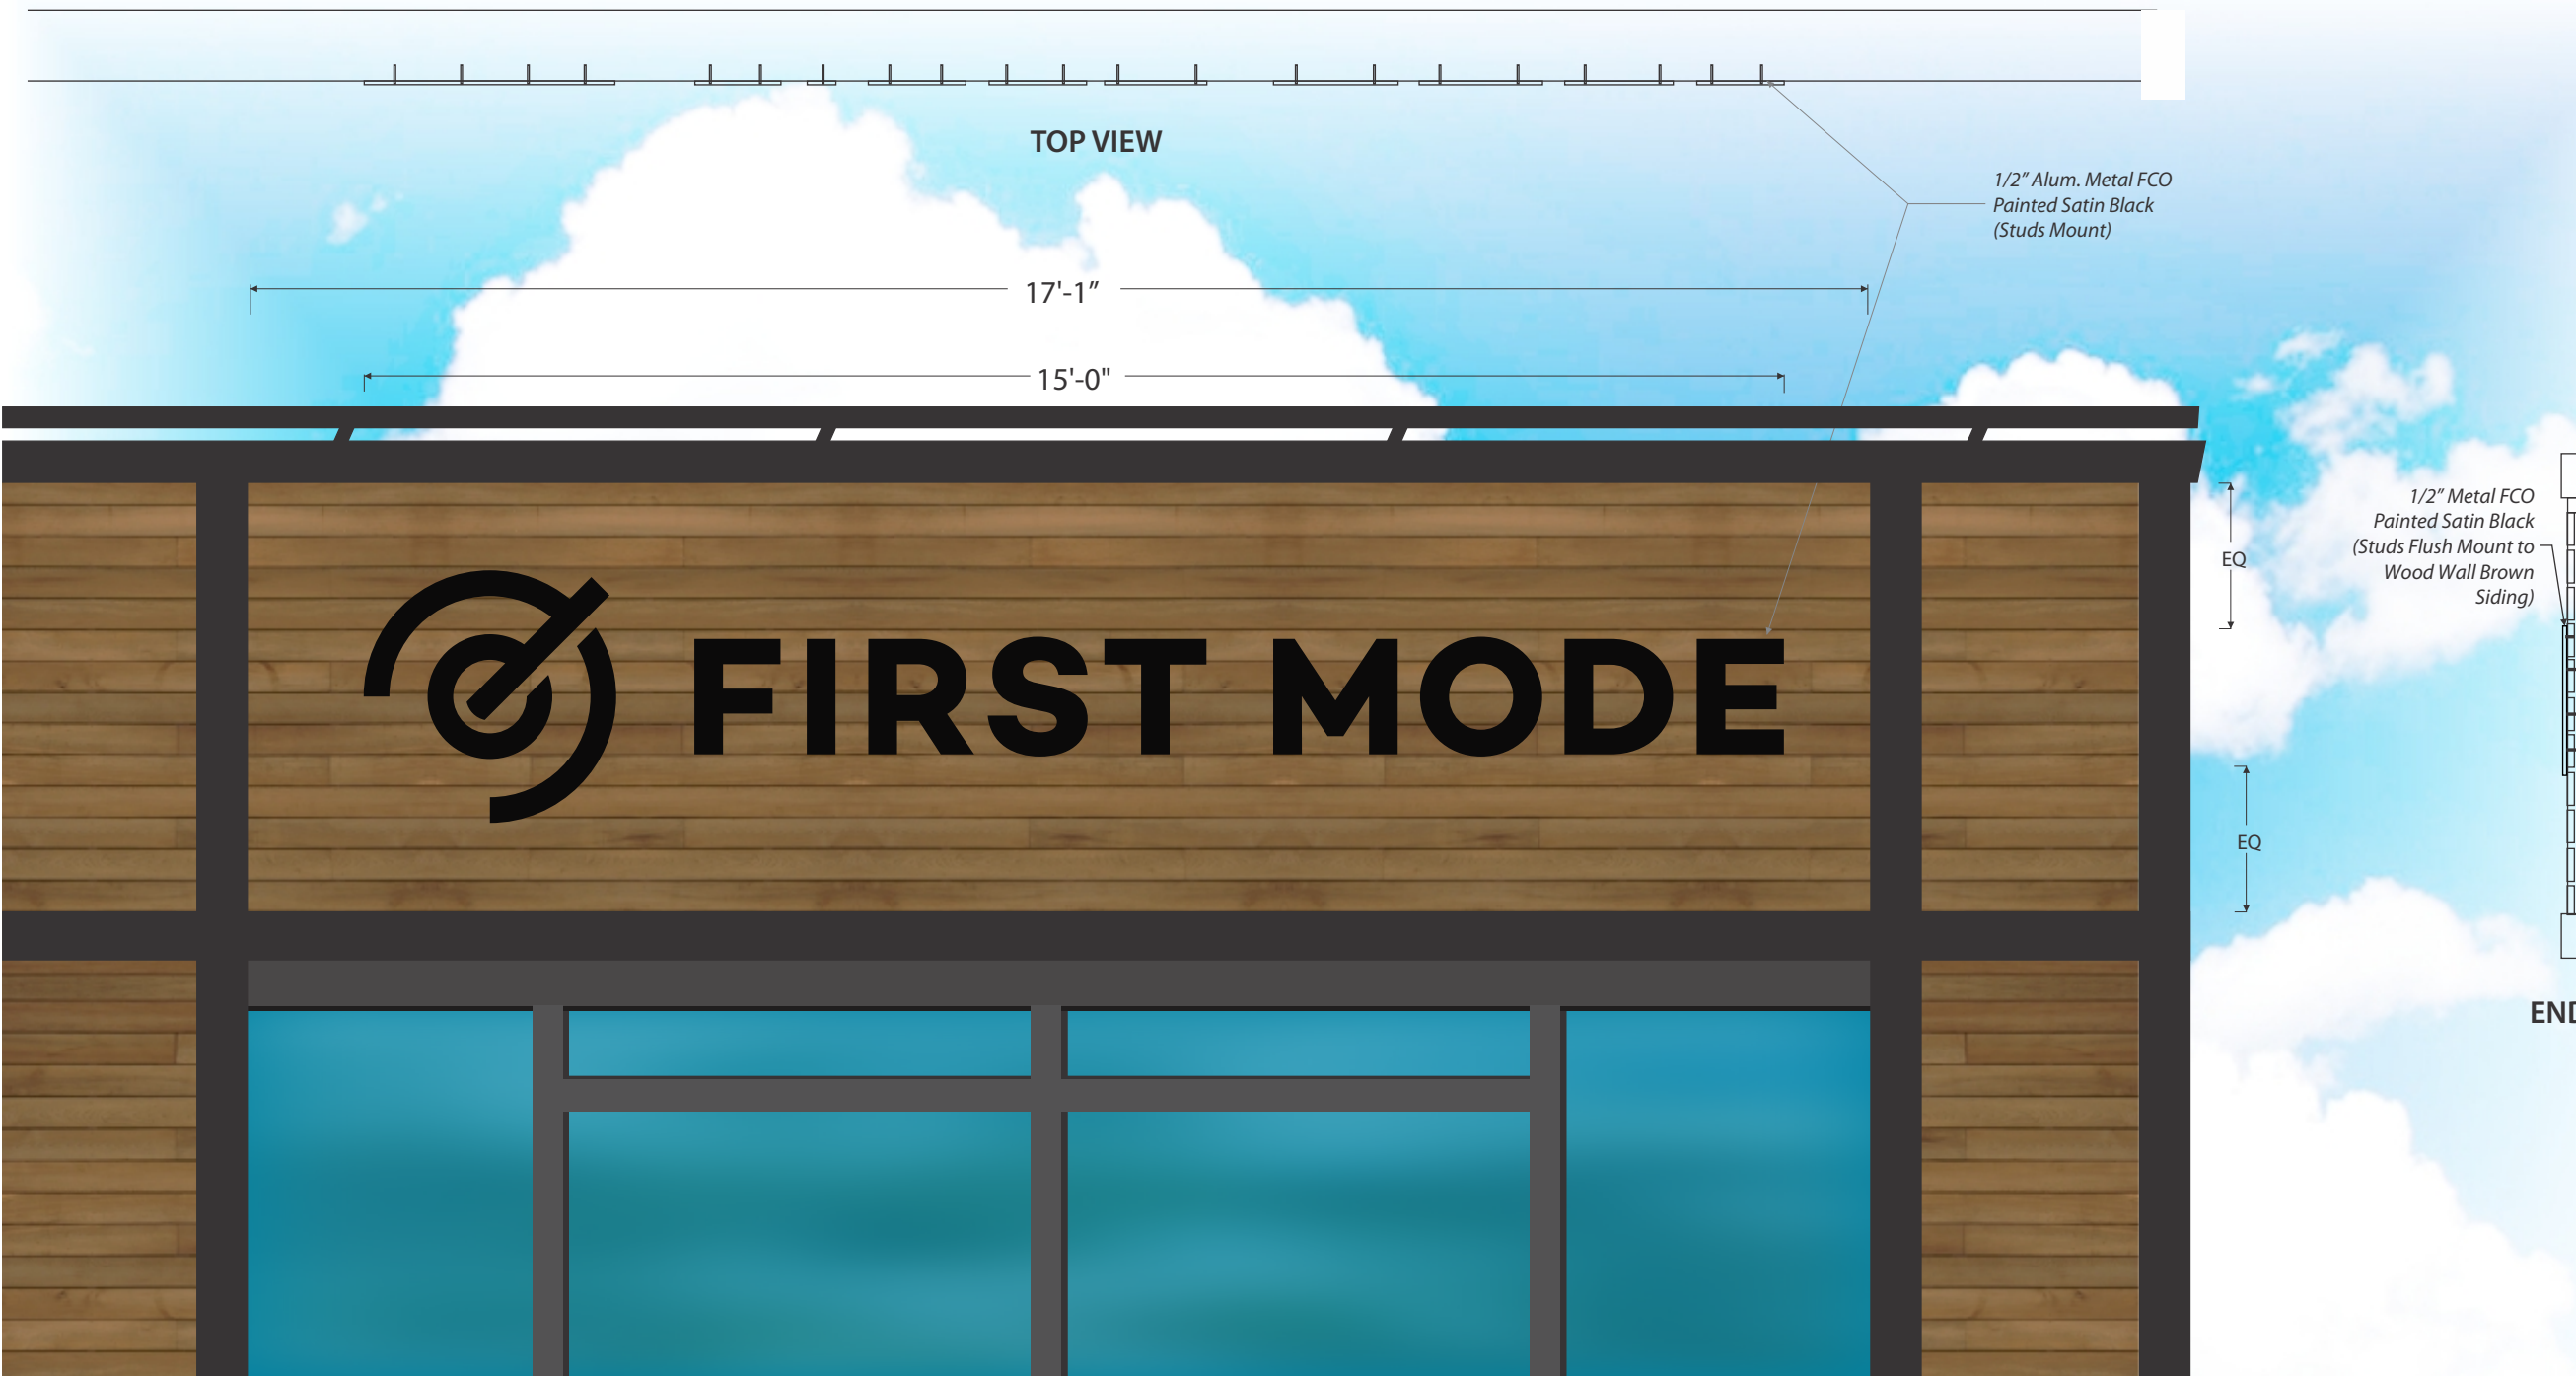 TOP VIEW
1/2" Alum. Metal FCO
Painted Satin Black
(Studs Mount)
17'-1"
15'-0"
1/2" Metal FCO
Painted Satin Black
(Studs Flush Mount to
Wood Wall Brown
Siding)
EQ
FIRST MODE
EQ